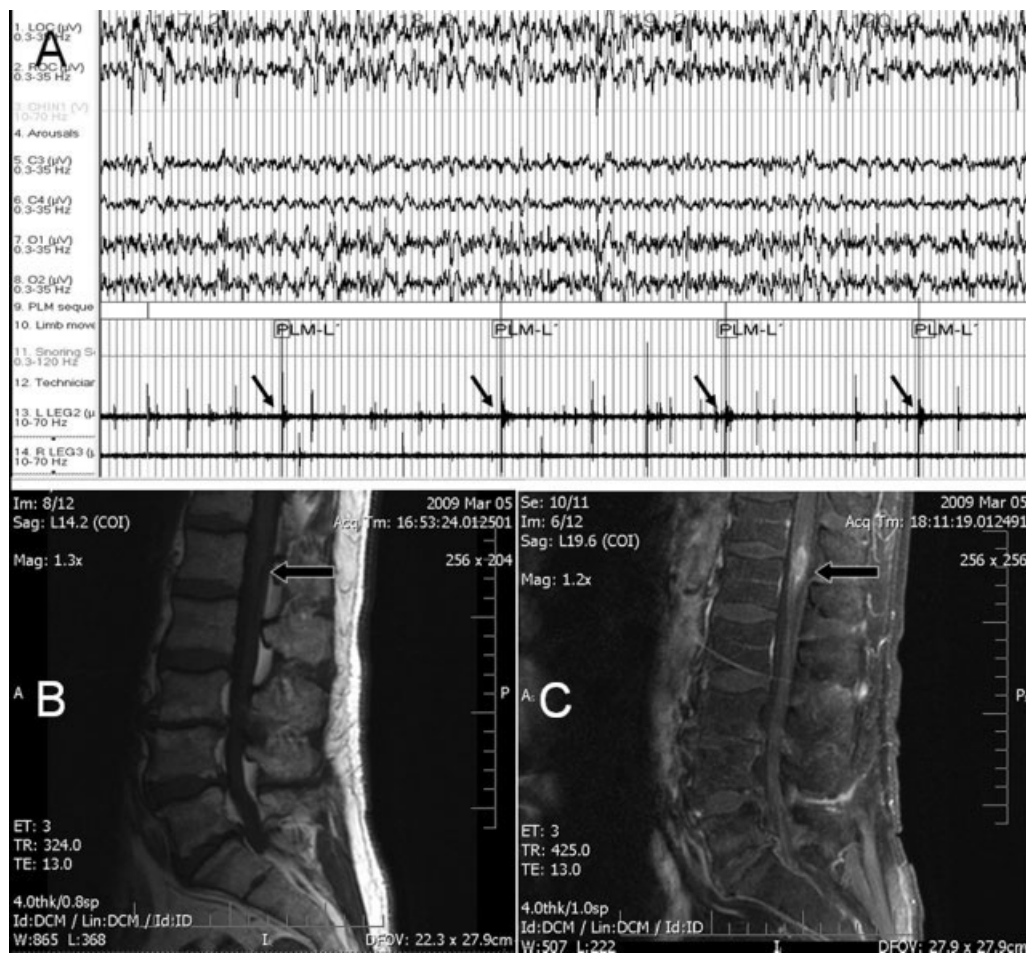 A
1. LOC (µV)
0.3-35 Hz
2. ROC (µV)
0.3-35 Hz
3. CHIN1 (V)
10-70 Hz
4. Arousals
5. C3 (µV)
0.3-35 Hz
6. C4 (µV)
0.3-35 Hz
7. O1 (µV)
0.3-35 Hz
8. O2 (µV)
0.3-35 Hz
9. PLM seque
10. Limb move
PLM-L PLM-L PLM-L PLM-L
11. Snoring S
0.3-120 Hz
12. Technician
13. L LEG2 (µ
10-70 Hz
14. R LEG3 (µ
10-70 Hz
Im: 8/12
Sag: L14.2 (COI)
Mag: 1.3x
2009 Mar 05
Acq Tm: 16:53:24.012501
256 x 204
A
P
B
ET: 3
TR: 324.0
TE: 13.0
4.0thk/0.8sp
Id:DCM / Lin:DCM / Id:ID
W:865 L:368
L
DFOV: 22.3 x 27.9cm
Se: 10/11
Im: 6/12
Sag: L19.6 (COI)
Mag: 1.2x
2009 Mar 05
Acq Tm: 18:11:19.012491
256 x 256
A
P
C
ET: 3
TR: 425.0
TE: 13.0
4.0thk/1.0sp
Id:DCM / Lin:DCM / Id:ID
W:507 L:222
L
DFOV: 27.9 x 27.9cm